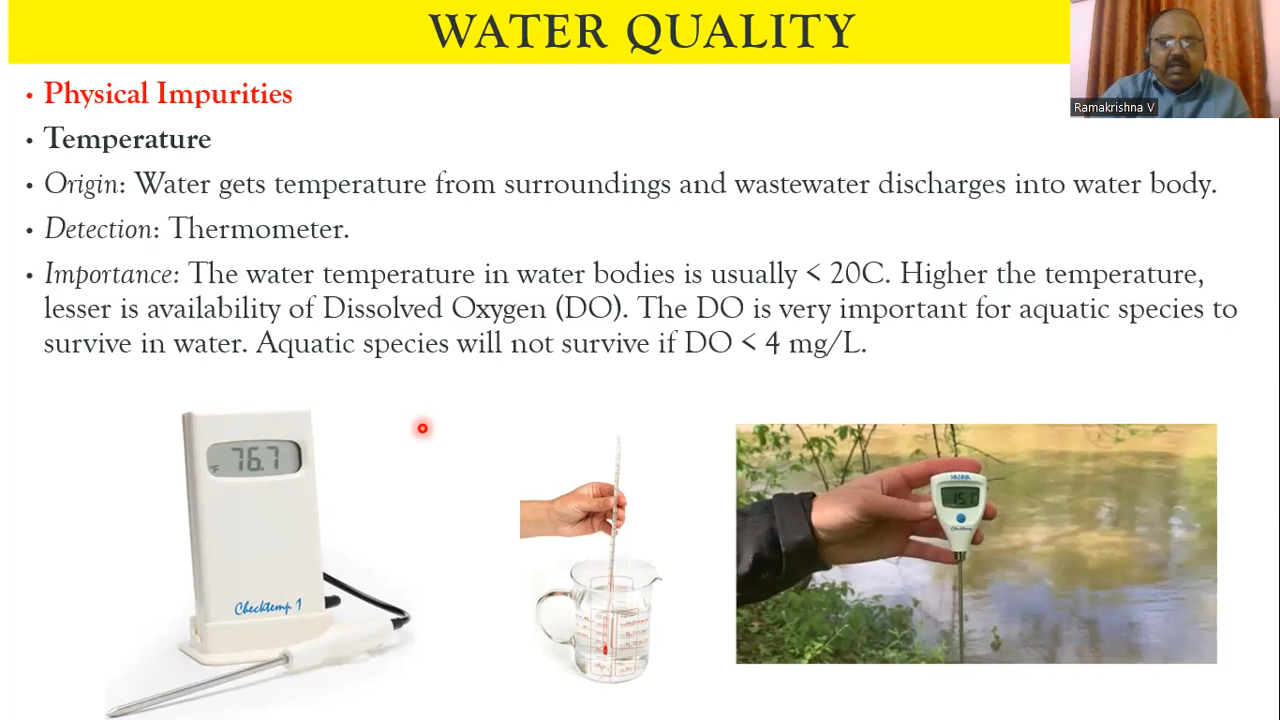 WATER QUALITY
Ramakrishna V
• Physical Impurities
• Temperature
• Origin: Water gets temperature from surroundings and wastewater discharges into water body.
• Detection: Thermometer.
• Importance: The water temperature in water bodies is usually < 20C. Higher the temperature,
lesser is availability of Dissolved Oxygen (DO). The DO is very important for aquatic species to
survive in water. Aquatic species will not survive if DO < 4 mg/L.
76.7
°F
Checktemp 1
HANNA
15.1
Checktemp